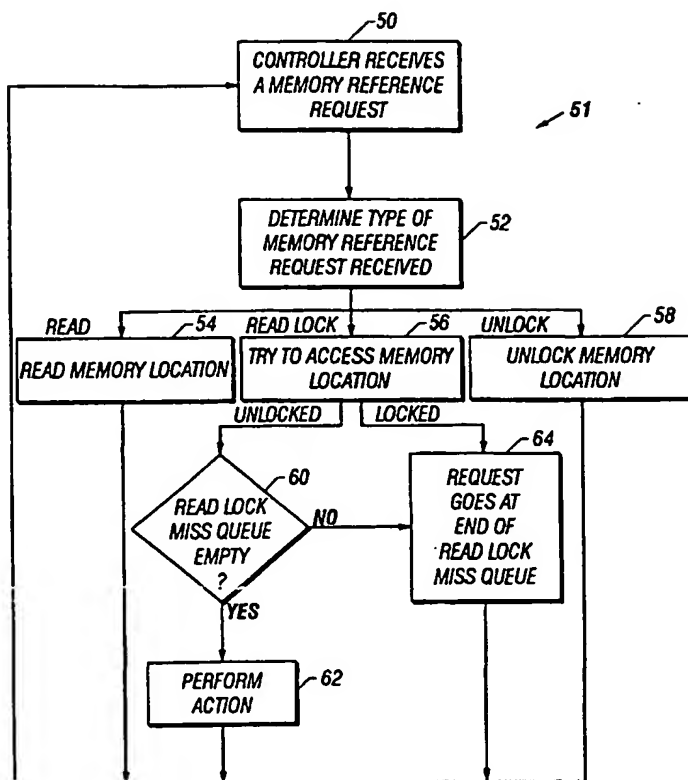 50
CONTROLLER RECEIVES
A MEMORY REFERENCE
REQUEST
51
DETERMINE TYPE OF
MEMORY REFERENCE
REQUEST RECEIVED
52
READ
54
READ LOCK
56
UNLOCK
58
READ MEMORY LOCATION
TRY TO ACCESS MEMORY
LOCATION
UNLOCK MEMORY
LOCATION
UNLOCKED
LOCKED
60
READ LOCK
MISS QUEUE
EMPTY
?
NO
YES
64
REQUEST
GOES AT
END OF
READ LOCK
MISS QUEUE
PERFORM
ACTION
62